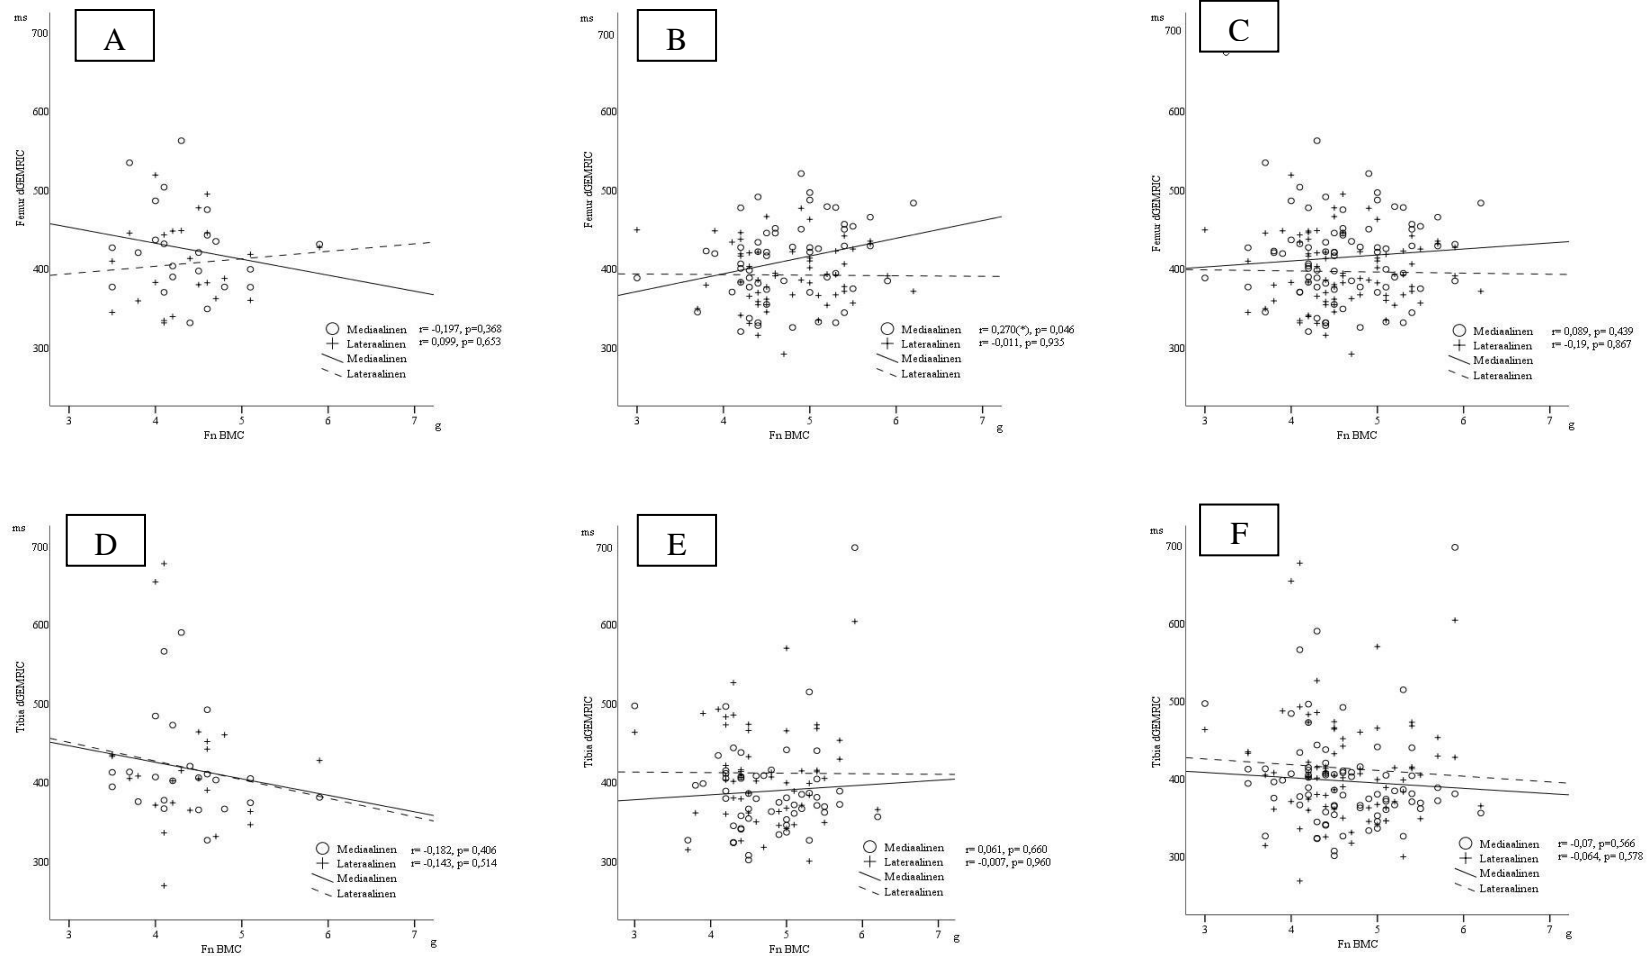 A
ms
700
600
500
400
300
Femur dGEMRIC
Mediaalinen r= -0,197, p=0,368
Lateraalinen r= 0,099, p= 0,653
Mediaalinen
Lateraalinen
3 4 5 6 7
Fn BMC
g
B
ms
700
600
500
400
300
Femur dGEMRIC
Mediaalinen r= 0,270(*), p= 0,046
Lateraalinen r= -0,011, p= 0,935
Mediaalinen
Lateraalinen
3 4 5 6 7
Fn BMC
g
C
ms
700
600
500
400
300
Femur dGEMRIC
Mediaalinen r= 0,089, p=0,439
Lateraalinen r= -0,19, p= 0,867
Mediaalinen
Lateraalinen
3 4 5 6 7
Fn BMC
g
D
ms
700
600
500
400
300
Tibia dGEMRIC
Mediaalinen r= -0,182, p= 0,406
Lateraalinen r= -0,143, p= 0,514
Mediaalinen
Lateraalinen
3 4 5 6 7
Fn BMC
g
E
ms
700
600
500
400
300
Tibia dGEMRIC
Mediaalinen r= 0,061, p= 0,660
Lateraalinen r= -0,007, p= 0,960
Mediaalinen
Lateraalinen
3 4 5 6 7
Fn BMC
g
F
ms
700
600
500
400
300
Tibia dGEMRIC
Mediaalinen r= -0,07, p=0,566
Lateraalinen r= -0,064, p= 0,578
Mediaalinen
Lateraalinen
3 4 5 6 7
Fn BMC
g